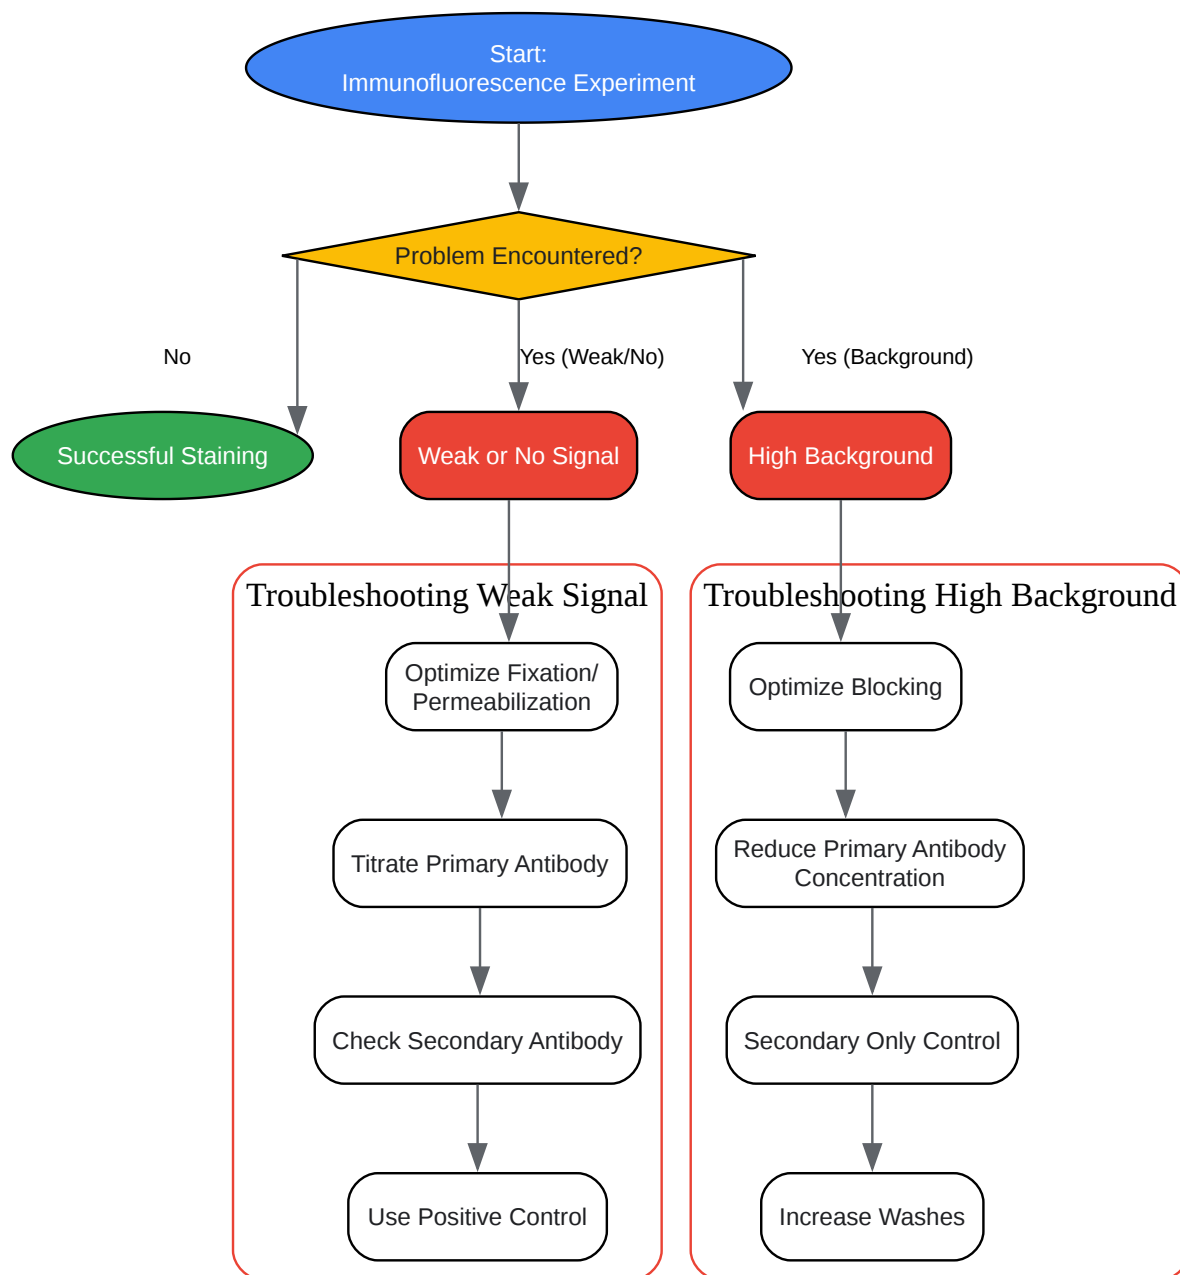 Start:
Immunofluorescence Experiment
Problem Encountered?
No
Yes (Weak/No)
Yes (Background)
Successful Staining
Weak or No Signal
High Background
Troubleshooting Weak Signal
Troubleshooting High Background
Optimize Fixation/
Permeabilization
Optimize Blocking
Titrate Primary Antibody
Reduce Primary Antibody
Concentration
Check Secondary Antibody
Secondary Only Control
Use Positive Control
Increase Washes